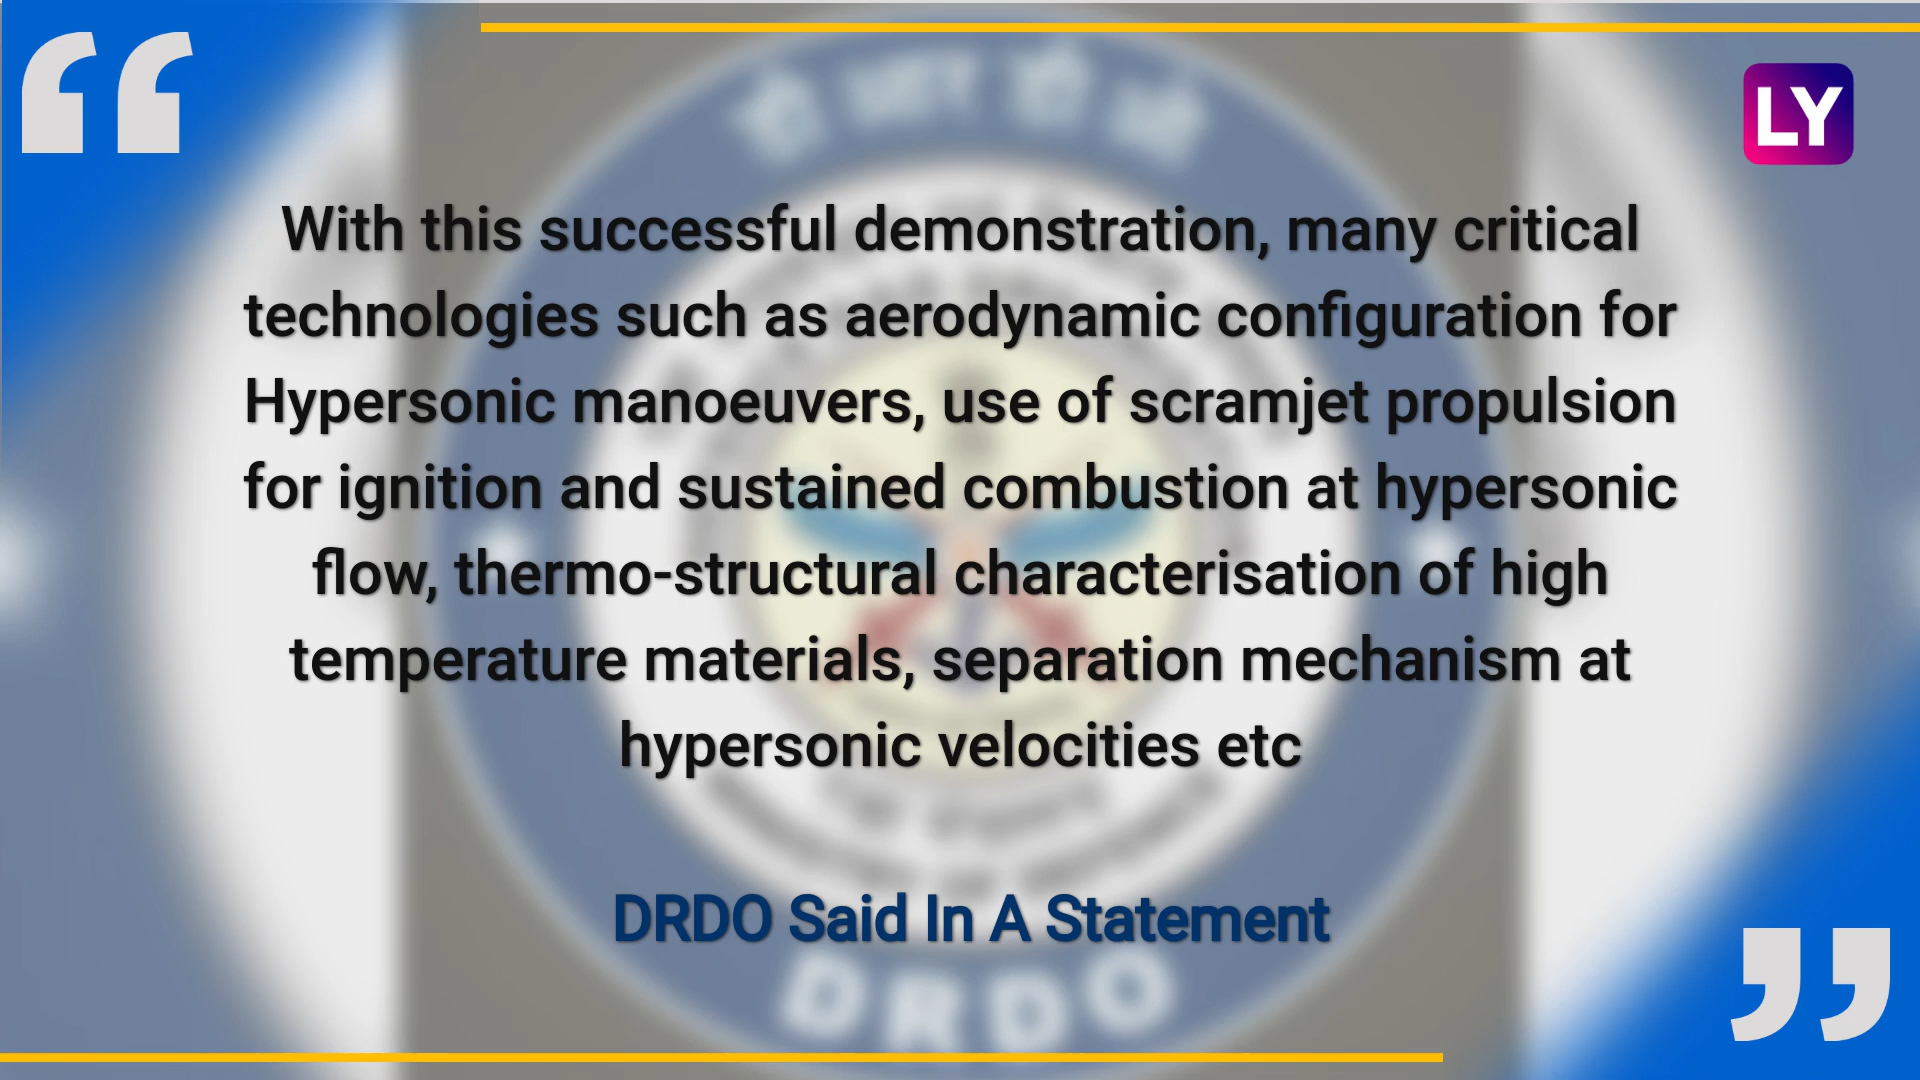 LY
With this successful demonstration, many critical
technologies such as aerodynamic configuration for
Hypersonic manoeuvers, use of scramjet propulsion
for ignition and sustained combustion at hypersonic
flow, thermo-structural characterisation of high
temperature materials, separation mechanism at
hypersonic velocities etc
DRDO Said In A Statement
DRDO